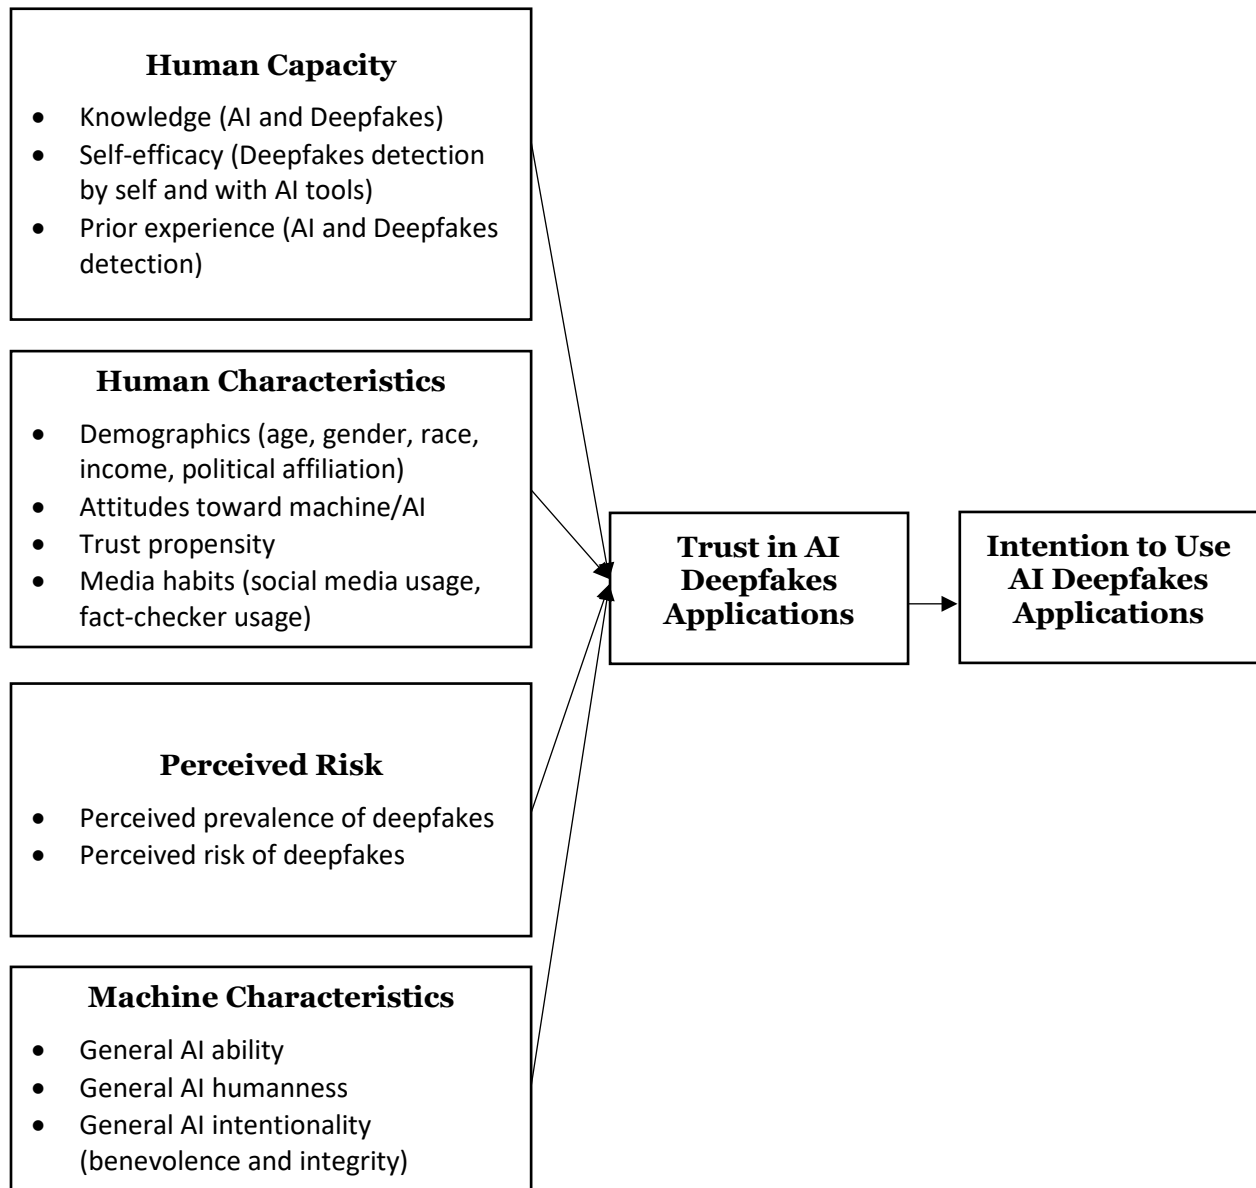 Human Capacity
• Knowledge (AI and Deepfakes)
• Self-efficacy (Deepfakes detection
by self and with AI tools)
• Prior experience (AI and Deepfakes
detection)
Human Characteristics
• Demographics (age, gender, race,
income, political affiliation)
• Attitudes toward machine/AI
• Trust propensity
• Media habits (social media usage,
fact-checker usage)
Perceived Risk
• Perceived prevalence of deepfakes
• Perceived risk of deepfakes
Machine Characteristics
• General AI ability
• General AI humanness
• General AI intentionality
(benevolence and integrity)
Trust in AI
Deepfakes
Applications
Intention to Use
AI Deepfakes
Applications